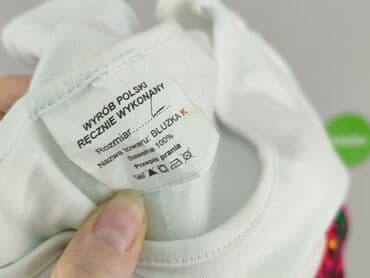 WYRÓB POLSKI
RĘCZNIE WYKONANY
Rozmiar......L
Nazwa towaru: BLUZKA K
Bawełna 100%
Przepis prania